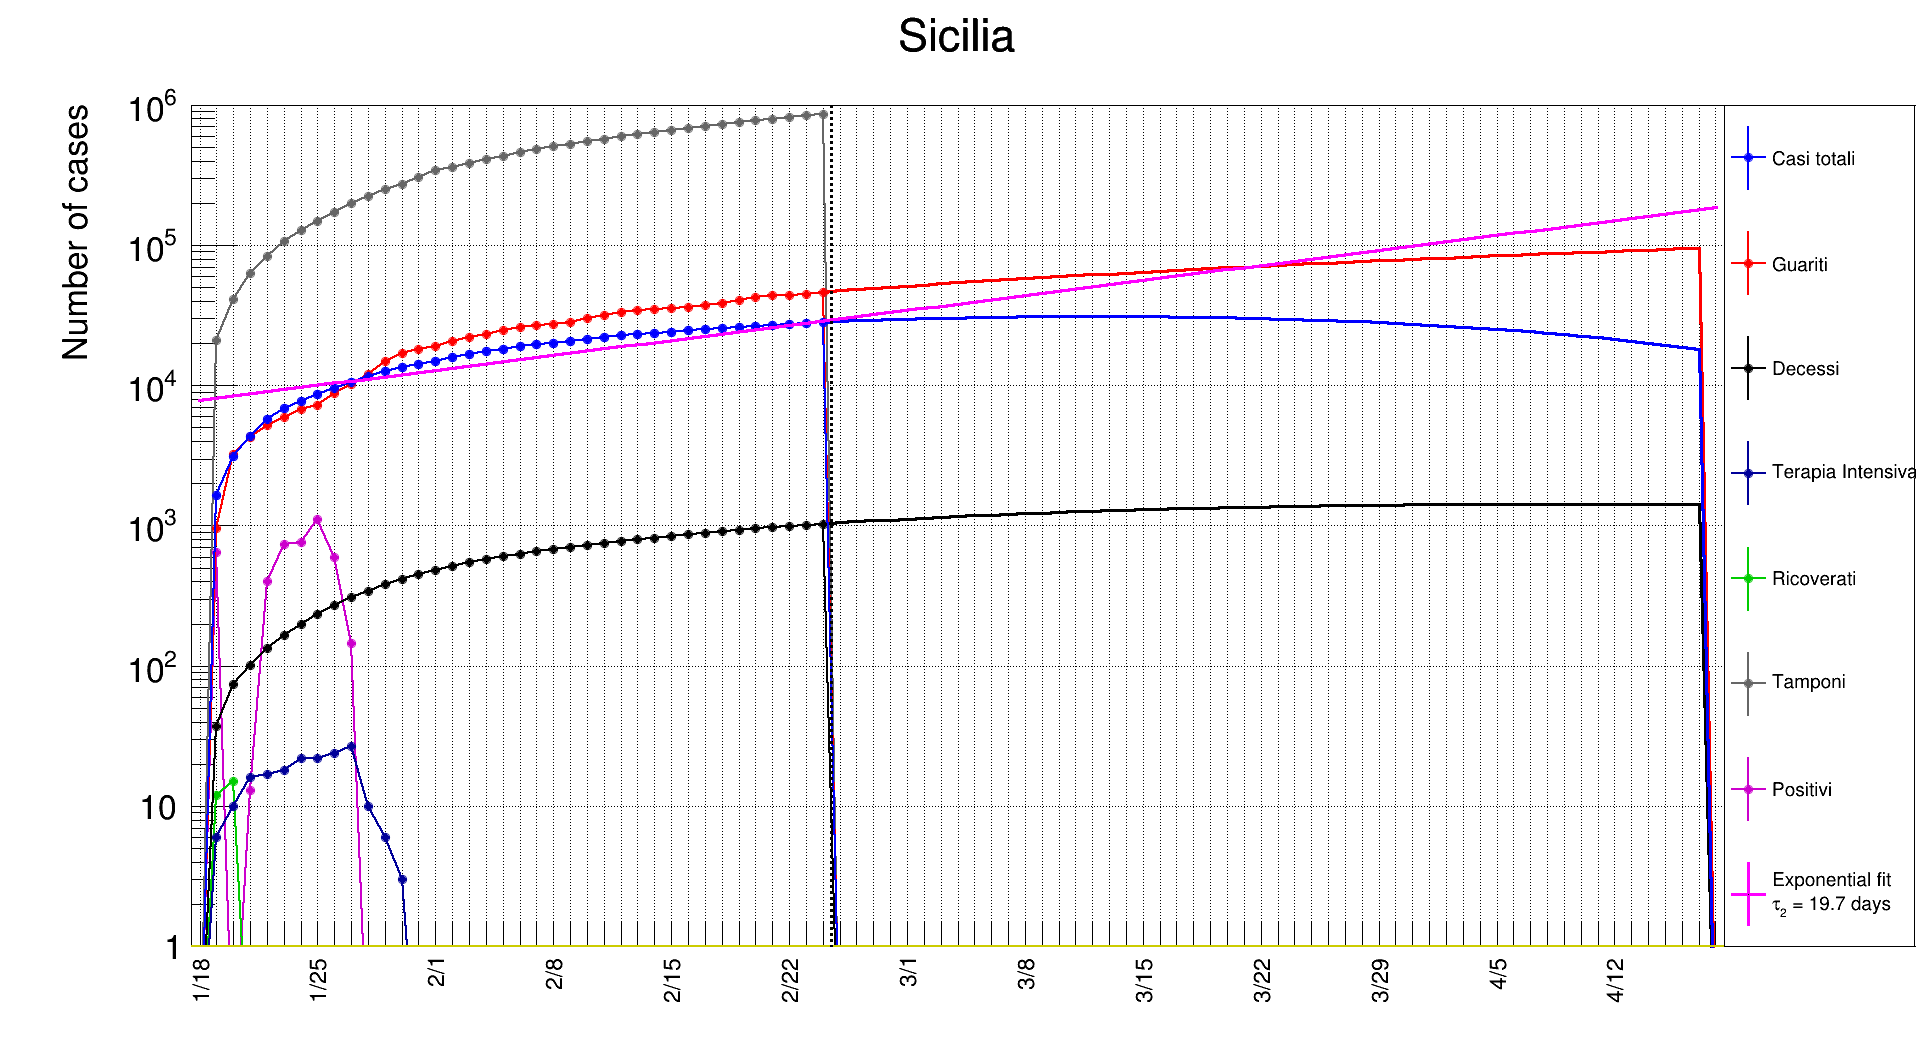 Sicilia
Number of cases
10^6
10^5
10^4
10^3
10^2
10
1
1/18
1/25
2/1
2/8
2/15
2/22
3/1
3/8
3/15
3/22
3/29
4/5
4/12
Casi totali
Guariti
Decessi
Terapia Intensiva
Ricoverati
Tamponi
Positivi
Exponential fit
τ_2 = 19.7 days